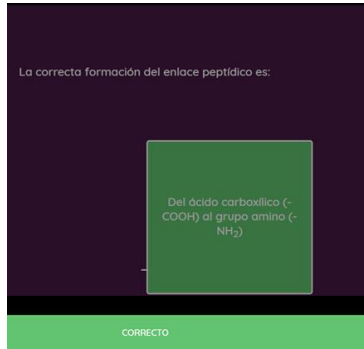 La correcta formación del enlace peptídico es:
Del ácido carboxílico (-
COOH) al grupo amino (-
NH₂)
CORRECTO